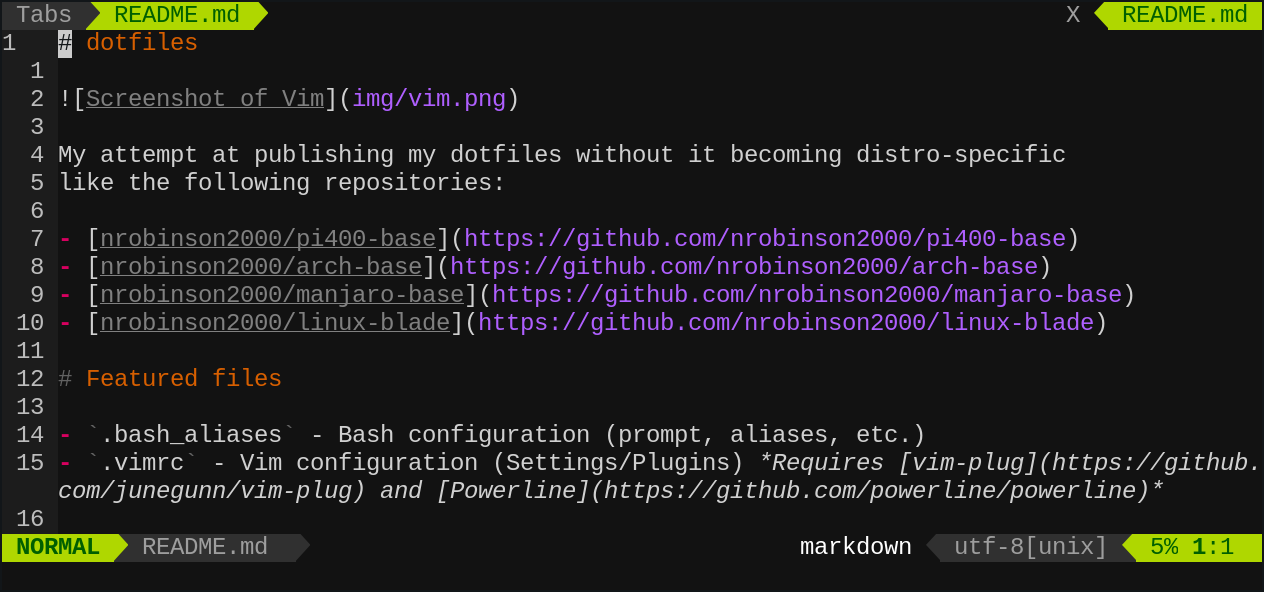 Tabs README.md X README.md
1 # dotfiles
1
2 ![Screenshot of Vim](img/vim.png)
3
4 My attempt at publishing my dotfiles without it becoming distro-specific
5 like the following repositories:
6
7 - [nrobinson2000/pi400-base](https://github.com/nrobinson2000/pi400-base)
8 - [nrobinson2000/arch-base](https://github.com/nrobinson2000/arch-base)
9 - [nrobinson2000/manjaro-base](https://github.com/nrobinson2000/manjaro-base)
10 - [nrobinson2000/linux-blade](https://github.com/nrobinson2000/linux-blade)
11
12 # Featured files
13
14 - `.bash_aliases` - Bash configuration (prompt, aliases, etc.)
15 - `.vimrc` - Vim configuration (Settings/Plugins) *Requires [vim-plug](https://github.
com/junegunn/vim-plug) and [Powerline](https://github.com/powerline/powerline)*
16
NORMAL README.md markdown utf-8[unix] 5% 1:1